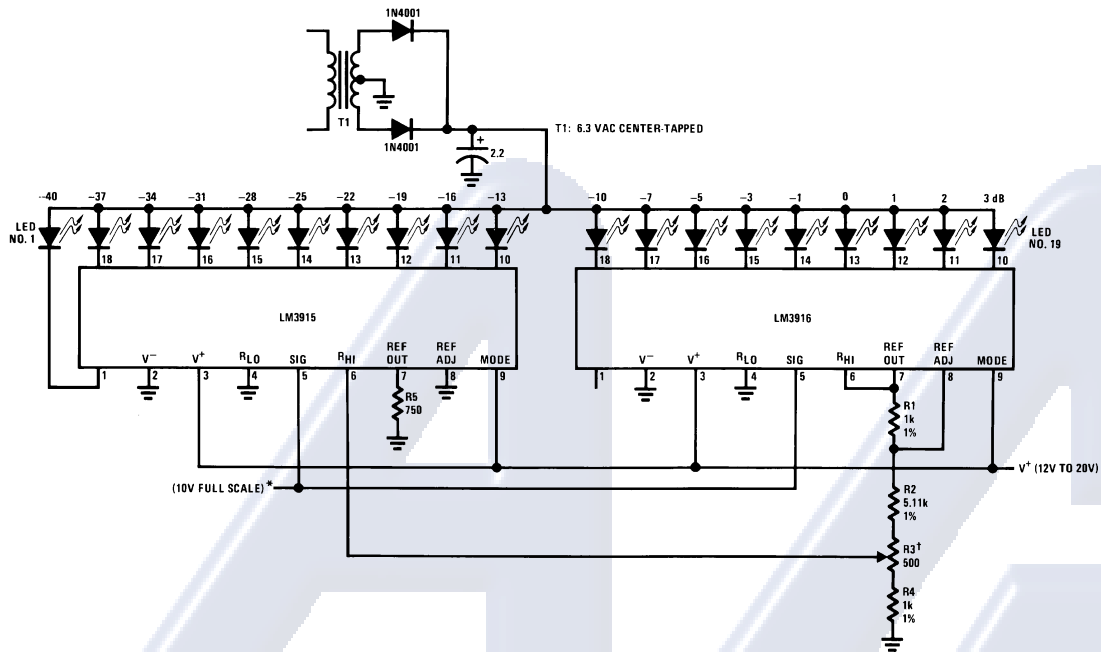 1N4001
T1
1N4001
T1: 6.3 VAC CENTER-TAPPED
+
2.2
-40 -37 -34 -31 -28 -25 -22 -19 -16 -13 -10 -7 -5 -3 -1 0 1 2 3 dB
LED NO. 1
LED NO. 19
18 17 16 15 14 13 12 11 10
18 17 16 15 14 13 12 11 10
LM3915
LM3916
V− V+ RLO SIG RHI REF OUT REF ADJ MODE
V− V+ RLO SIG RHI REF OUT REF ADJ MODE
1 2 3 4 5 6 7 8 9
1 2 3 4 5 6 7 8 9
R5
750
R1
1k
1%
V+ (12V TO 20V)
(10V FULL SCALE)*
R2
5.11k
1%
R3†
500
R4
1k
1%